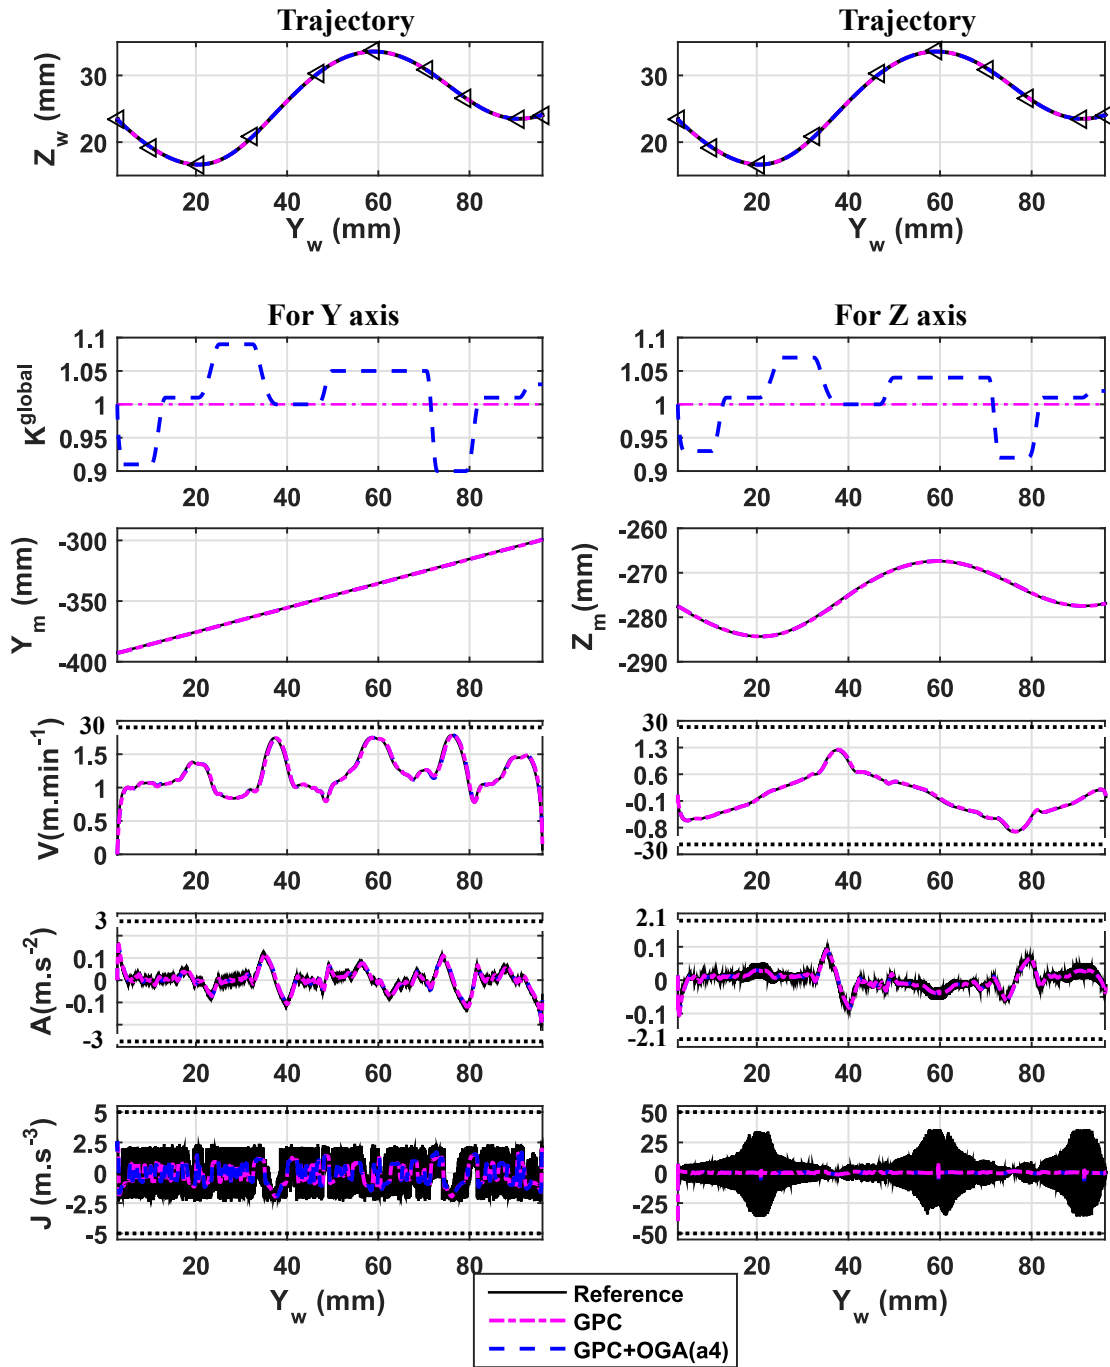 Trajectory Trajectory
30
20
Z_w (mm)
20 40 60 80
Y_w (mm)
30
20
20 40 60 80
Y_w (mm)
For Y axis For Z axis
1.1
1.05
1
0.95
0.9
K^global
20 40 60 80
1.1
1.05
1
0.95
0.9
20 40 60 80
-300
-350
-400
Y_m (mm)
20 40 60 80
-260
-270
-280
-290
Z_m(mm)
20 40 60 80
30
1.5
1
0.5
0
V(m.min^-1)
20 40 60 80
30
1.3
0.6
-0.1
-0.8
-30
20 40 60 80
3
0.1
0
-0.1
-3
A(m.s^-2)
20 40 60 80
2.1
0.1
0
-0.1
-2.1
20 40 60 80
5
2.5
0
-2.5
-5
J (m.s^-3)
20 40 60 80
Y_w (mm)
50
25
0
-25
-50
20 40 60 80
Y_w (mm)
Reference
GPC
GPC+OGA(a4)